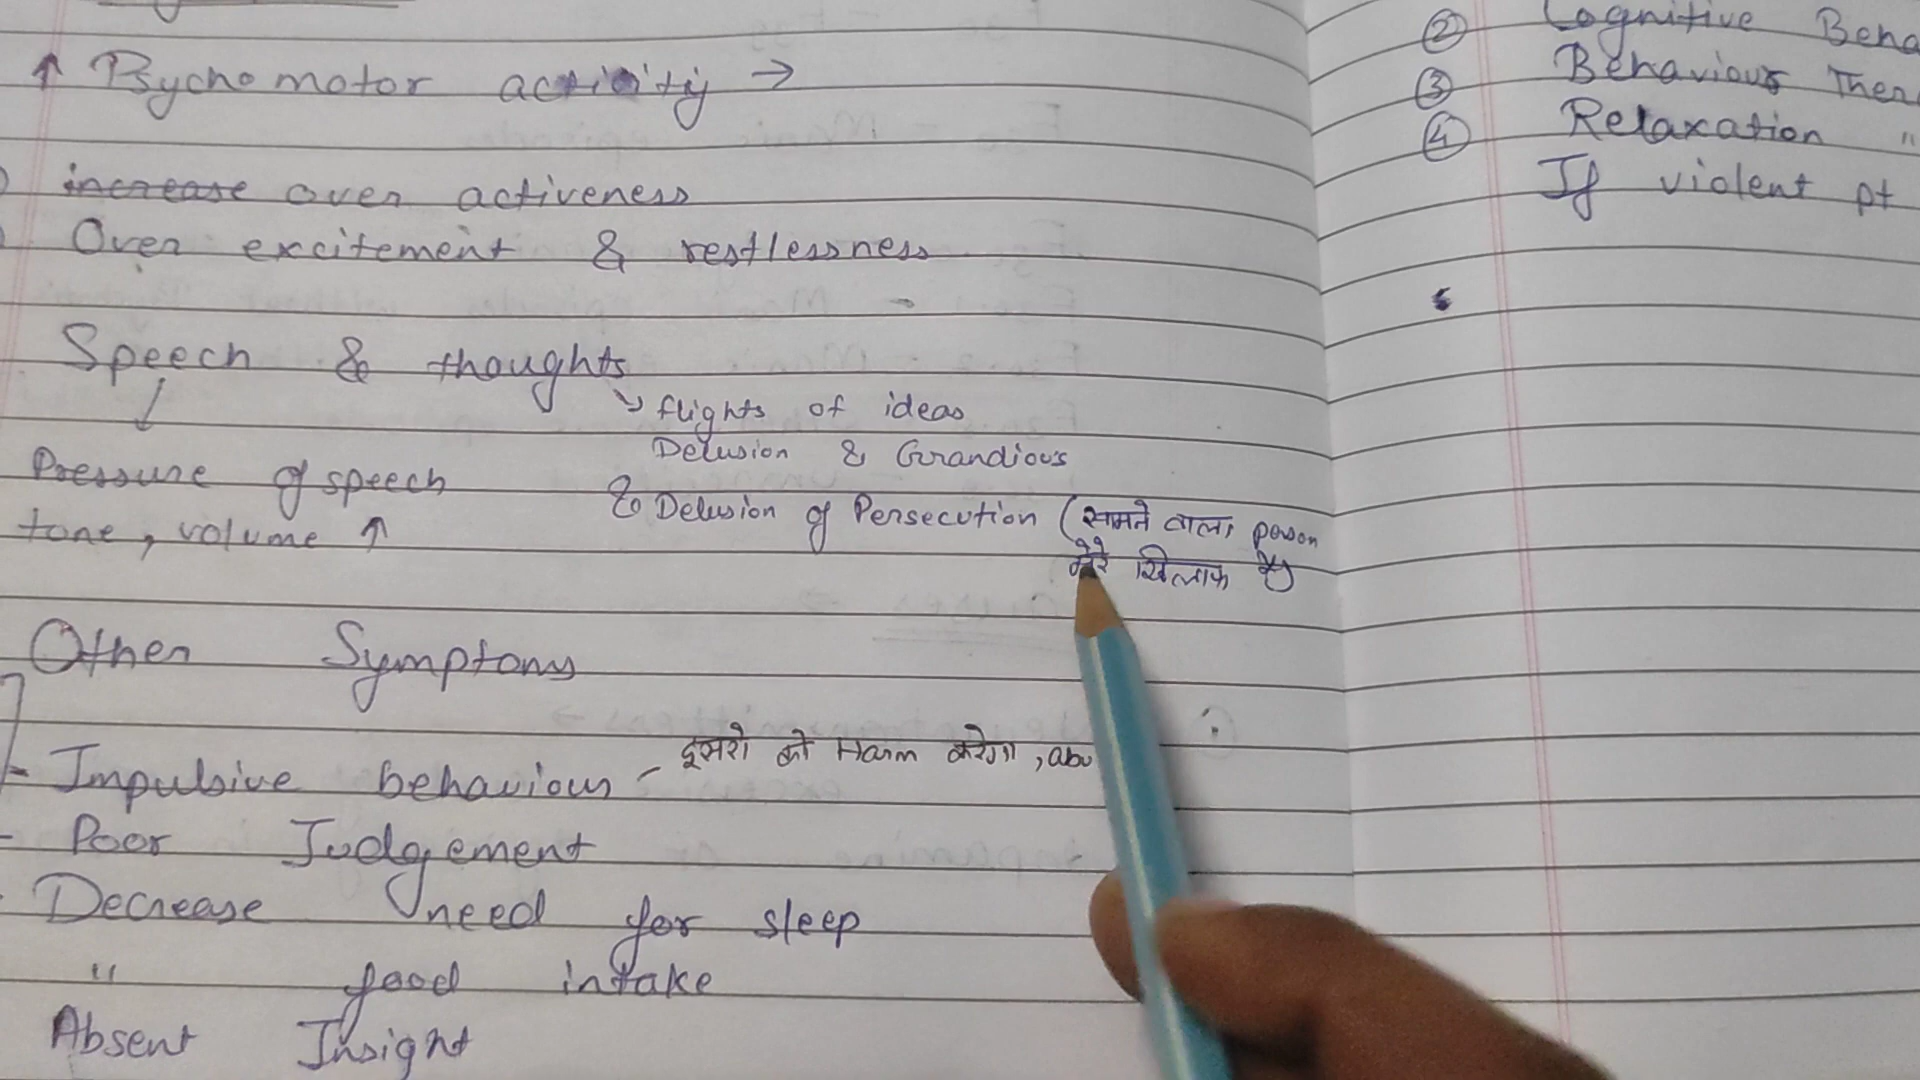 ↑ Psychomotor activity →
increase over activeness
Over excitement & restlessness
Speech & thoughts
↓
↘ flights of ideas
Delusion & Grandious
Pressure of speech
& Delusion of Persecution (सामने वाला person
tone, volume ↑
मेरे खिलाफ है)
Other Symptoms
- Impulsive behaviour - दूसरो को Harm करेगा, abu
- Poor Judgement
- Decrease need for sleep
" food intake
Absent Insight
② Cognitive Beha
③ Behaviour Ther
④ Relaxation "
If violent pt